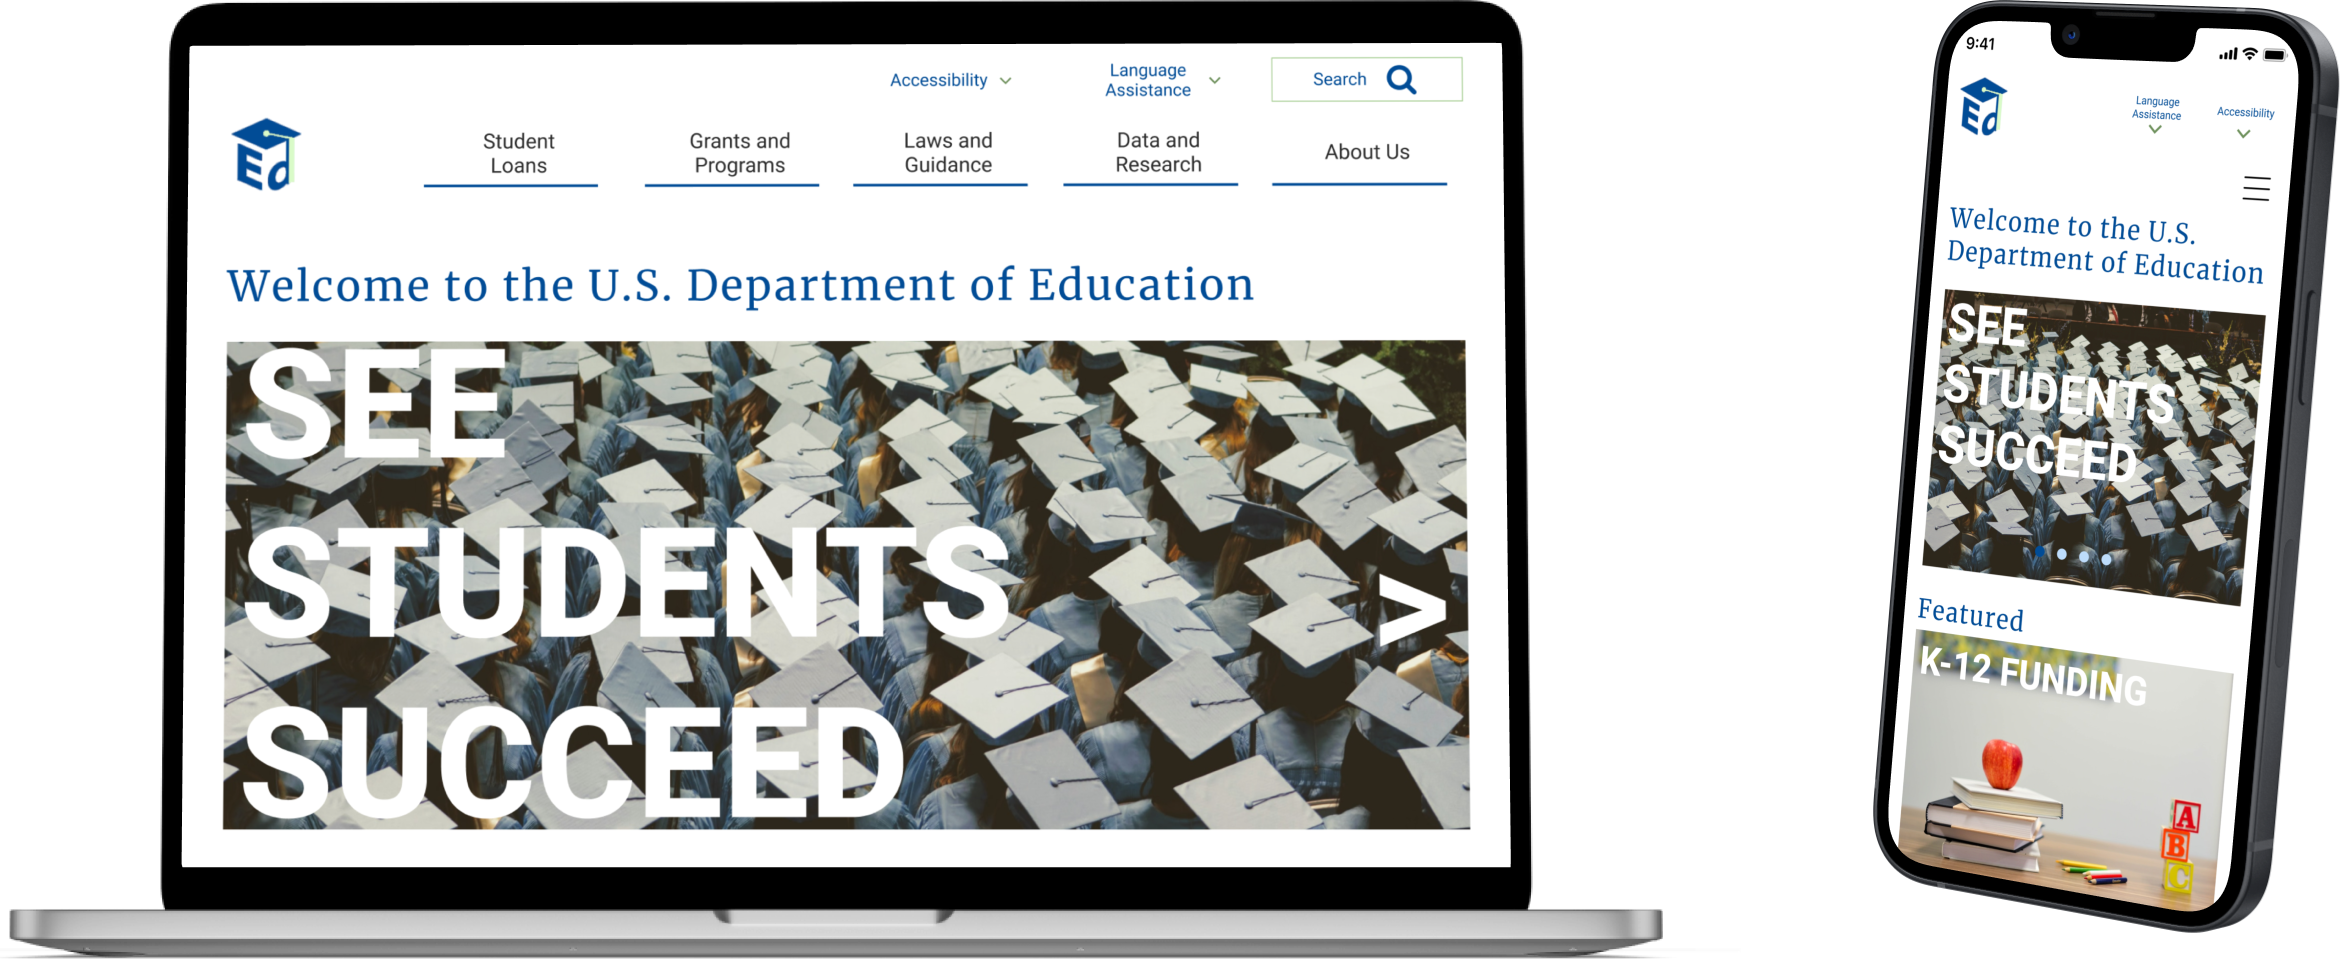 Accessibility
Language
Assistance
Search
Ed
Student
Loans
Grants and
Programs
Laws and
Guidance
Data and
Research
About Us
Welcome to the U.S. Department of Education
SEE
STUDENTS
SUCCEED
>
9:41
Ed
Language
Assistance
Accessibility
Welcome to the U.S.
Department of Education
SEE
STUDENTS
SUCCEED
Featured
K-12 FUNDING
A
B
C